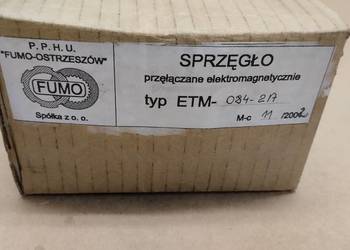 P. P. H. U.
"FUMO-OSTRZESZÓW"
FUMO
Spółka z o. o.
SPRZĘGŁO
przełączane elektromagnetycznie
typ ETM- 084-2A
M-c 11 /2002